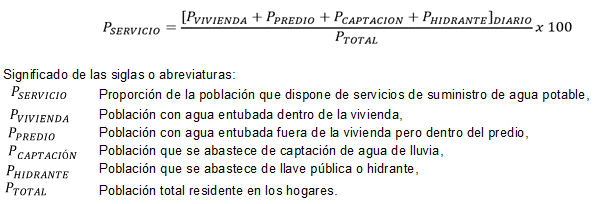 P_SERVICIO = [P_VIVIENDA + P_PREDIO + P_CAPTACION + P_HIDRANTE]_DIARIO / P_TOTAL x 100
Significado de las siglas o abreviaturas:
P_SERVICIO Proporción de la población que dispone de servicios de suministro de agua potable,
P_VIVIENDA Población con agua entubada dentro de la vivienda,
P_PREDIO Población con agua entubada fuera de la vivienda pero dentro del predio,
P_CAPTACIÓN Población que se abastece de captación de agua de lluvia,
P_HIDRANTE Población que se abastece de llave pública o hidrante,
P_TOTAL Población total residente en los hogares.